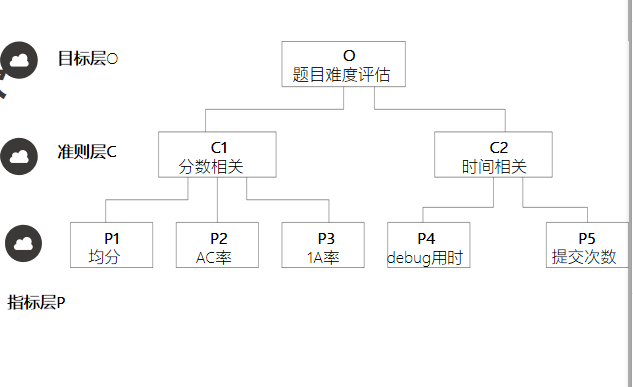 目标层O
O
题目难度评估
准则层C
C1
分数相关
C2
时间相关
P1
均分
P2
AC率
P3
1A率
P4
debug用时
P5
提交次数
指标层P